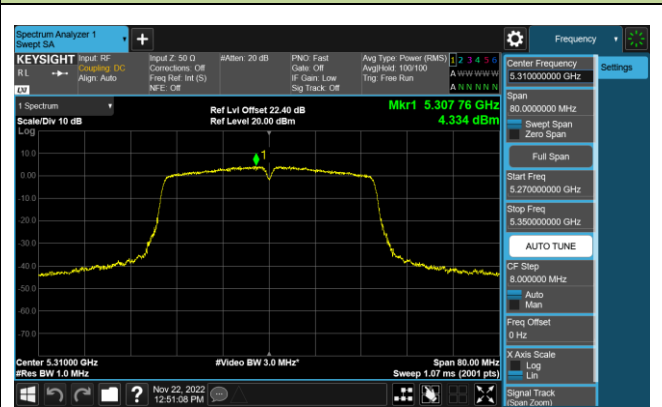 Spectrum Analyzer 1
Swept SA
+
Frequency
KEYSIGHT
RL
LXI
Input: RF
Coupling: DC
Align: Auto
Input Z: 50 Ω
Corrections: Off
Freq Ref: Int (S)
NFE: Off
#Atten: 20 dB
PNO: Fast
Gate: Off
IF Gain: Low
Sig Track: Off
Avg Type: Power (RMS)
Avg|Hold: 100/100
Trig: Free Run
1 2 3 4 5 6
A W W W W W
A N N N N N
1 Spectrum
Scale/Div 10 dB
Log
Ref Lvl Offset 22.40 dB
Ref Level 20.00 dBm
Mkr1 5.307 76 GHz
4.334 dBm
1
10.0
0.00
-10.0
-20.0
-30.0
-40.0
-50.0
-60.0
-70.0
Center 5.31000 GHz
#Res BW 1.0 MHz
#Video BW 3.0 MHz*
Span 80.00 MHz
Sweep 1.07 ms (2001 pts)
Center Frequency
5.310000000 GHz
Settings
Span
80.0000000 MHz
Swept Span
Zero Span
Full Span
Start Freq
5.270000000 GHz
Stop Freq
5.350000000 GHz
AUTO TUNE
CF Step
8.000000 MHz
Auto
Man
Freq Offset
0 Hz
X Axis Scale
Log
Lin
Signal Track
(Span Zoom)
?
Nov 22, 2022
12:51:08 PM